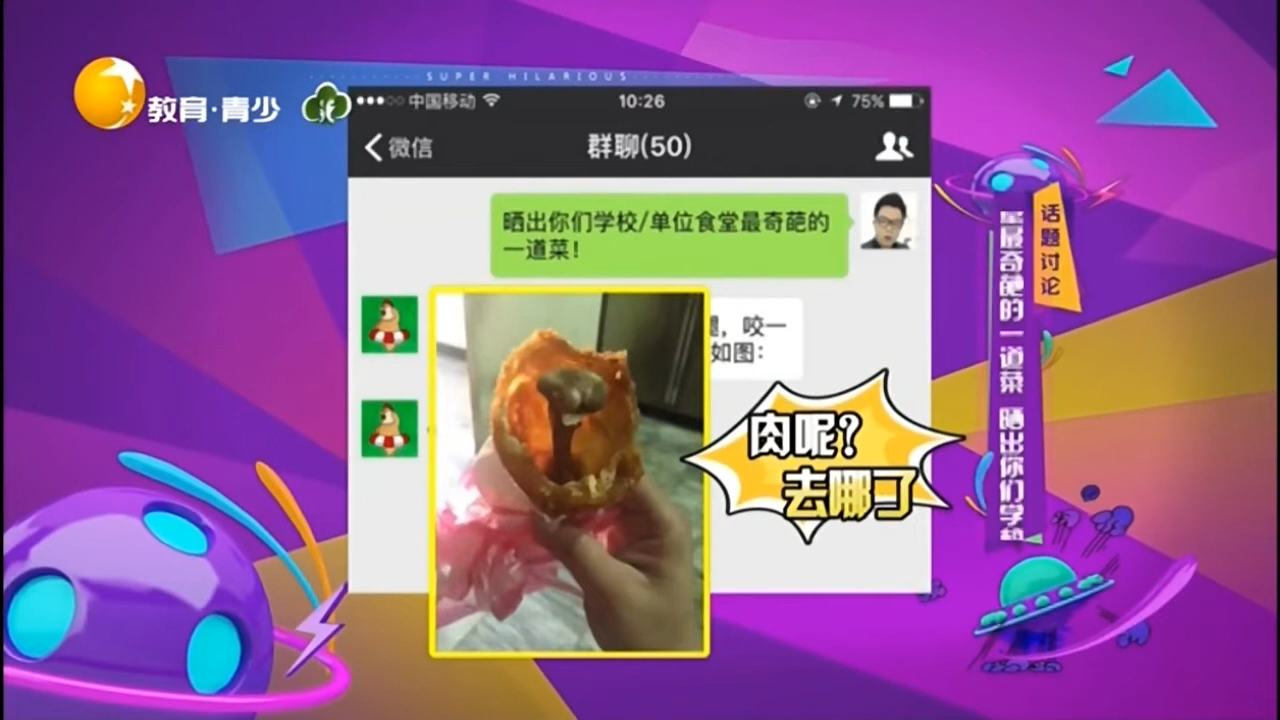 SUPER HILARIOUS
教育·青少
中国移动
10:26
75%
微信
群聊(50)
晒出你们学校/单位食堂最奇葩的
一道菜!
腿，咬一
如图:
肉呢?
去哪了
话题讨论
堂最奇葩的一道菜 晒出你们学校